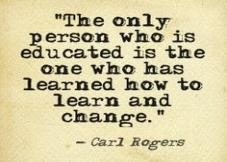 "The only
person who is
educated is the
one who has
learned how to
learn and
change."
- Carl Rogers